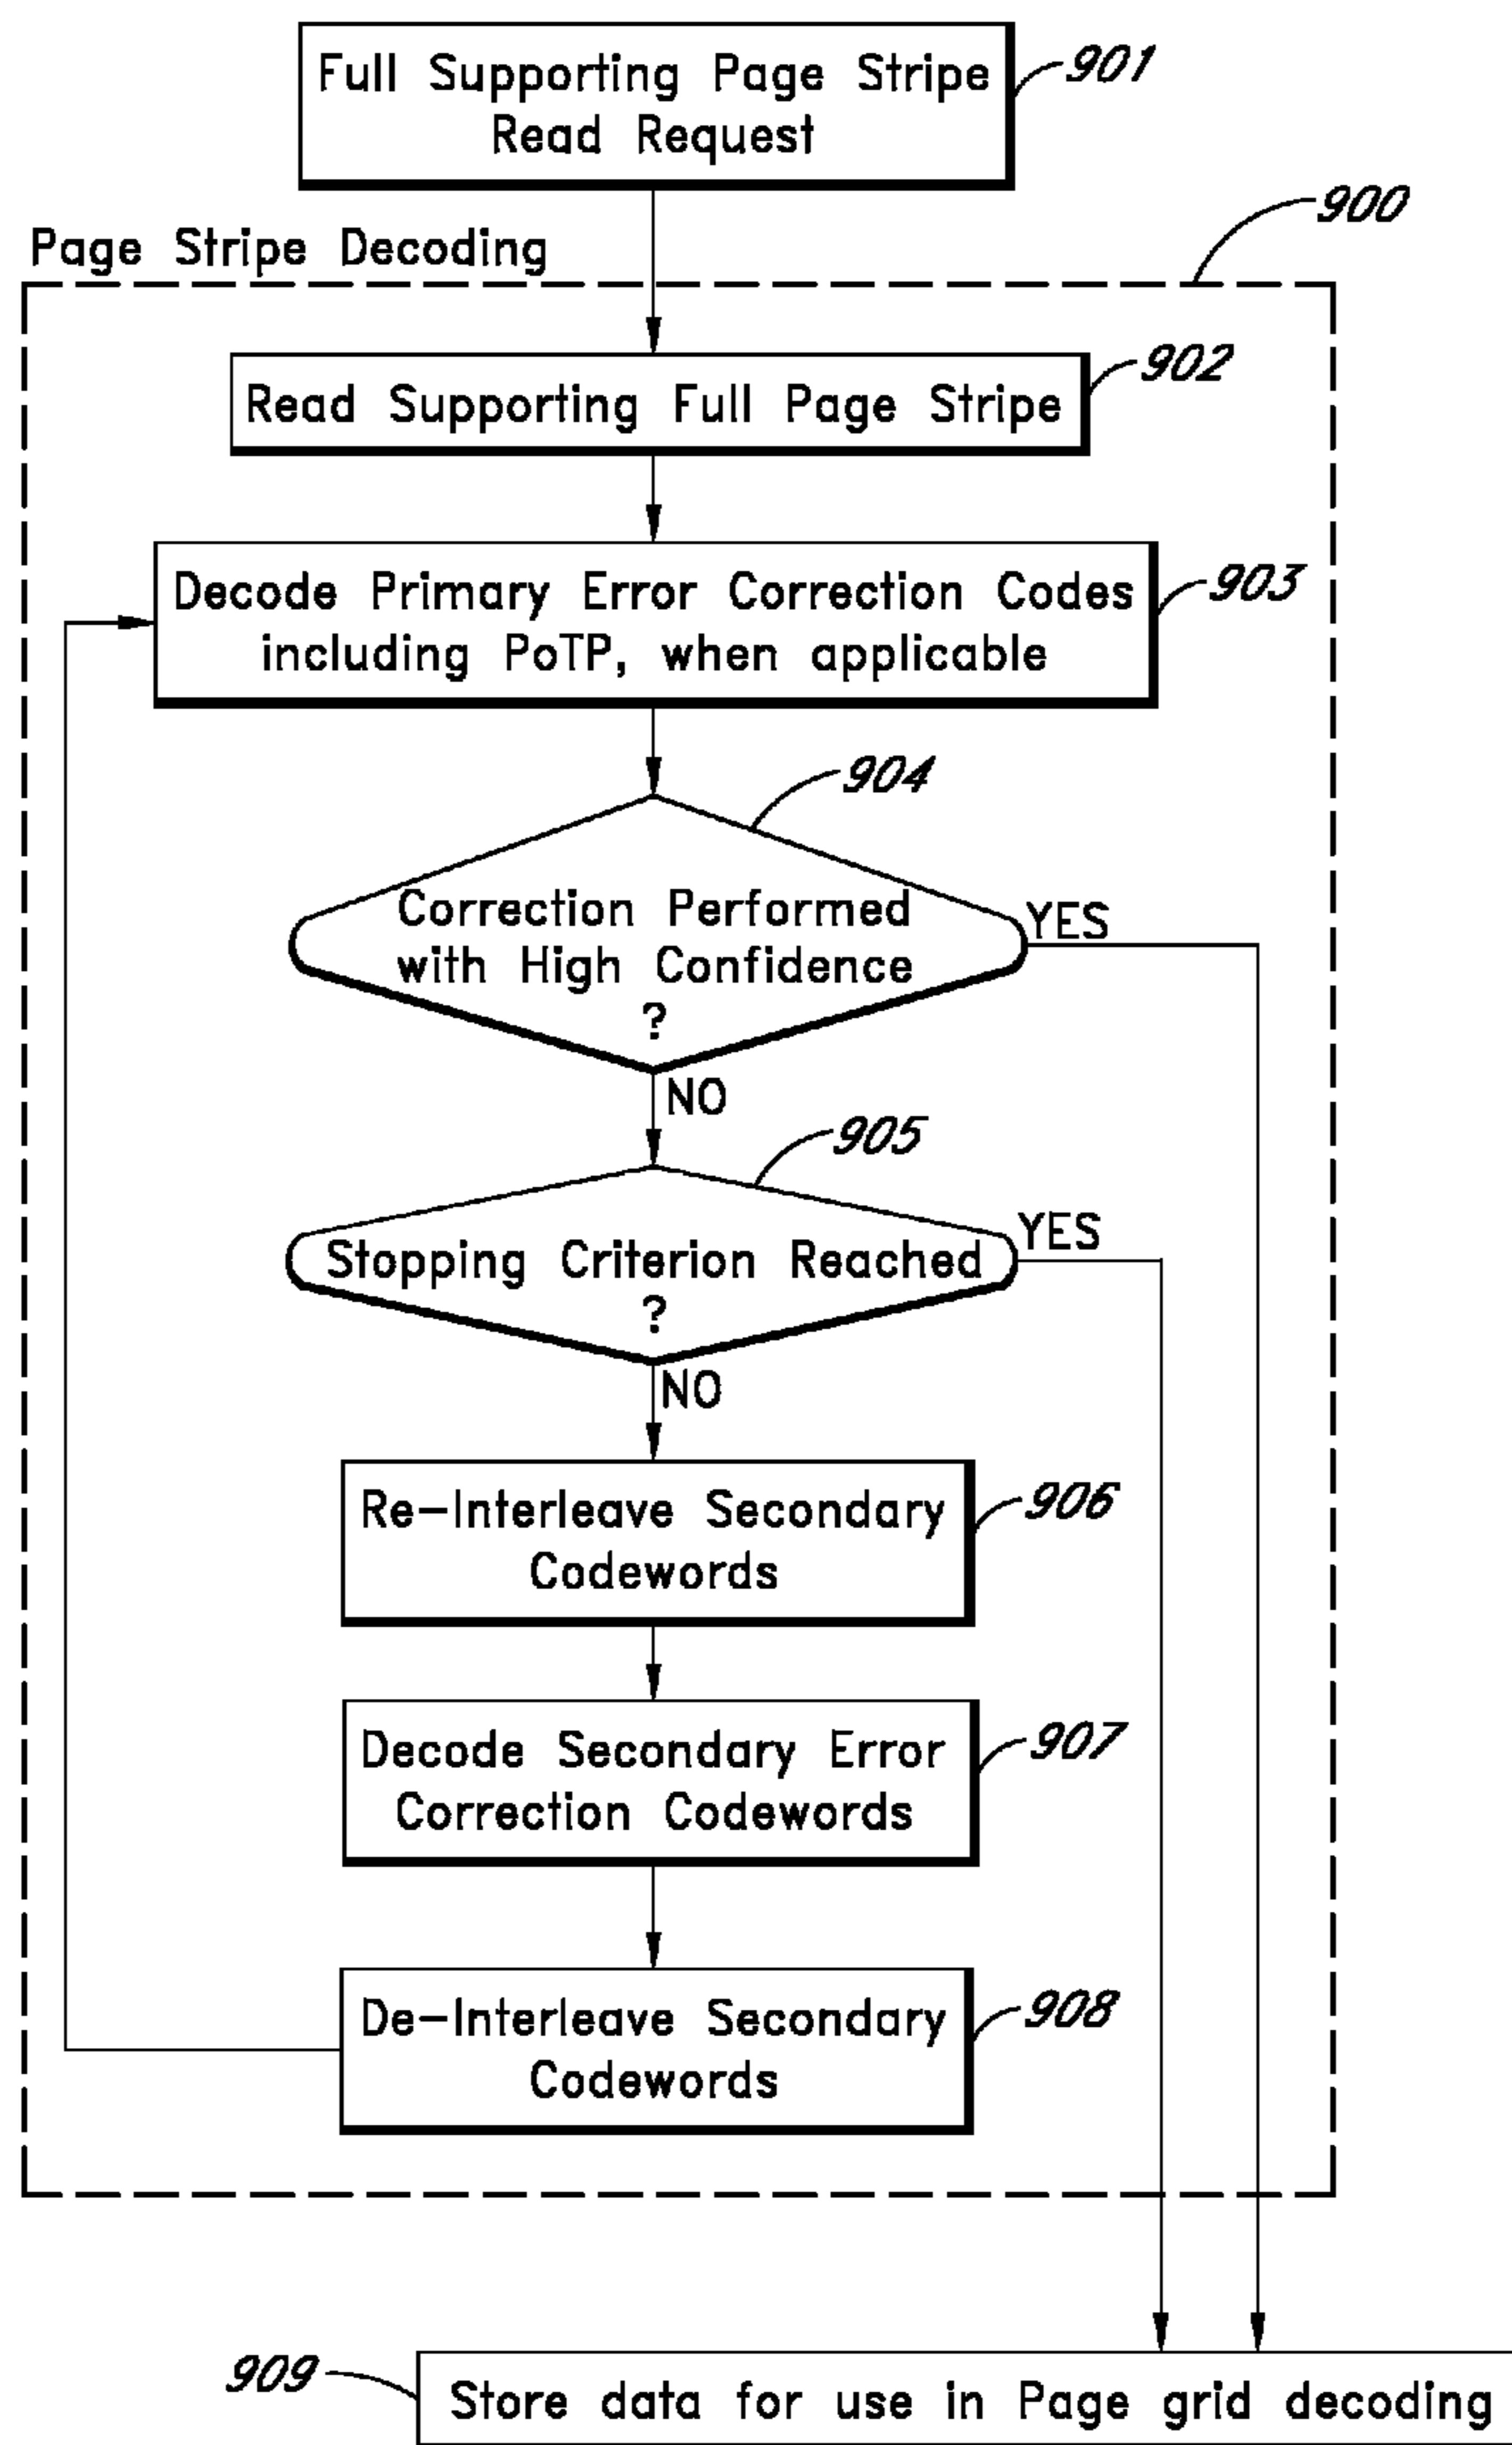 Full Supporting Page Stripe
Read Request
901
900
Page Stripe Decoding
Read Supporting Full Page Stripe
902
Decode Primary Error Correction Codes
including PoTP, when applicable
903
904
Correction Performed
with High Confidence
?
YES
NO
905
Stopping Criterion Reached
?
YES
NO
Re-Interleave Secondary
Codewords
906
Decode Secondary Error
Correction Codewords
907
De-Interleave Secondary
Codewords
908
909
Store data for use in Page grid decoding